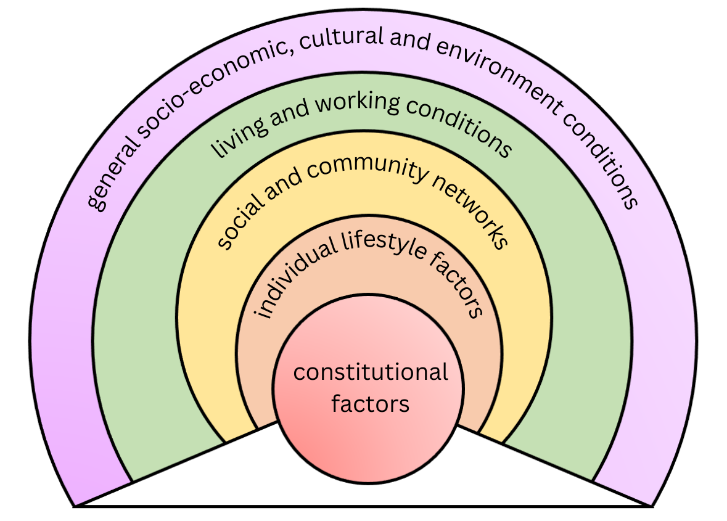 general socio-economic, cultural and environment conditions
living and working conditions
social and community networks
individual lifestyle factors
constitutional
factors